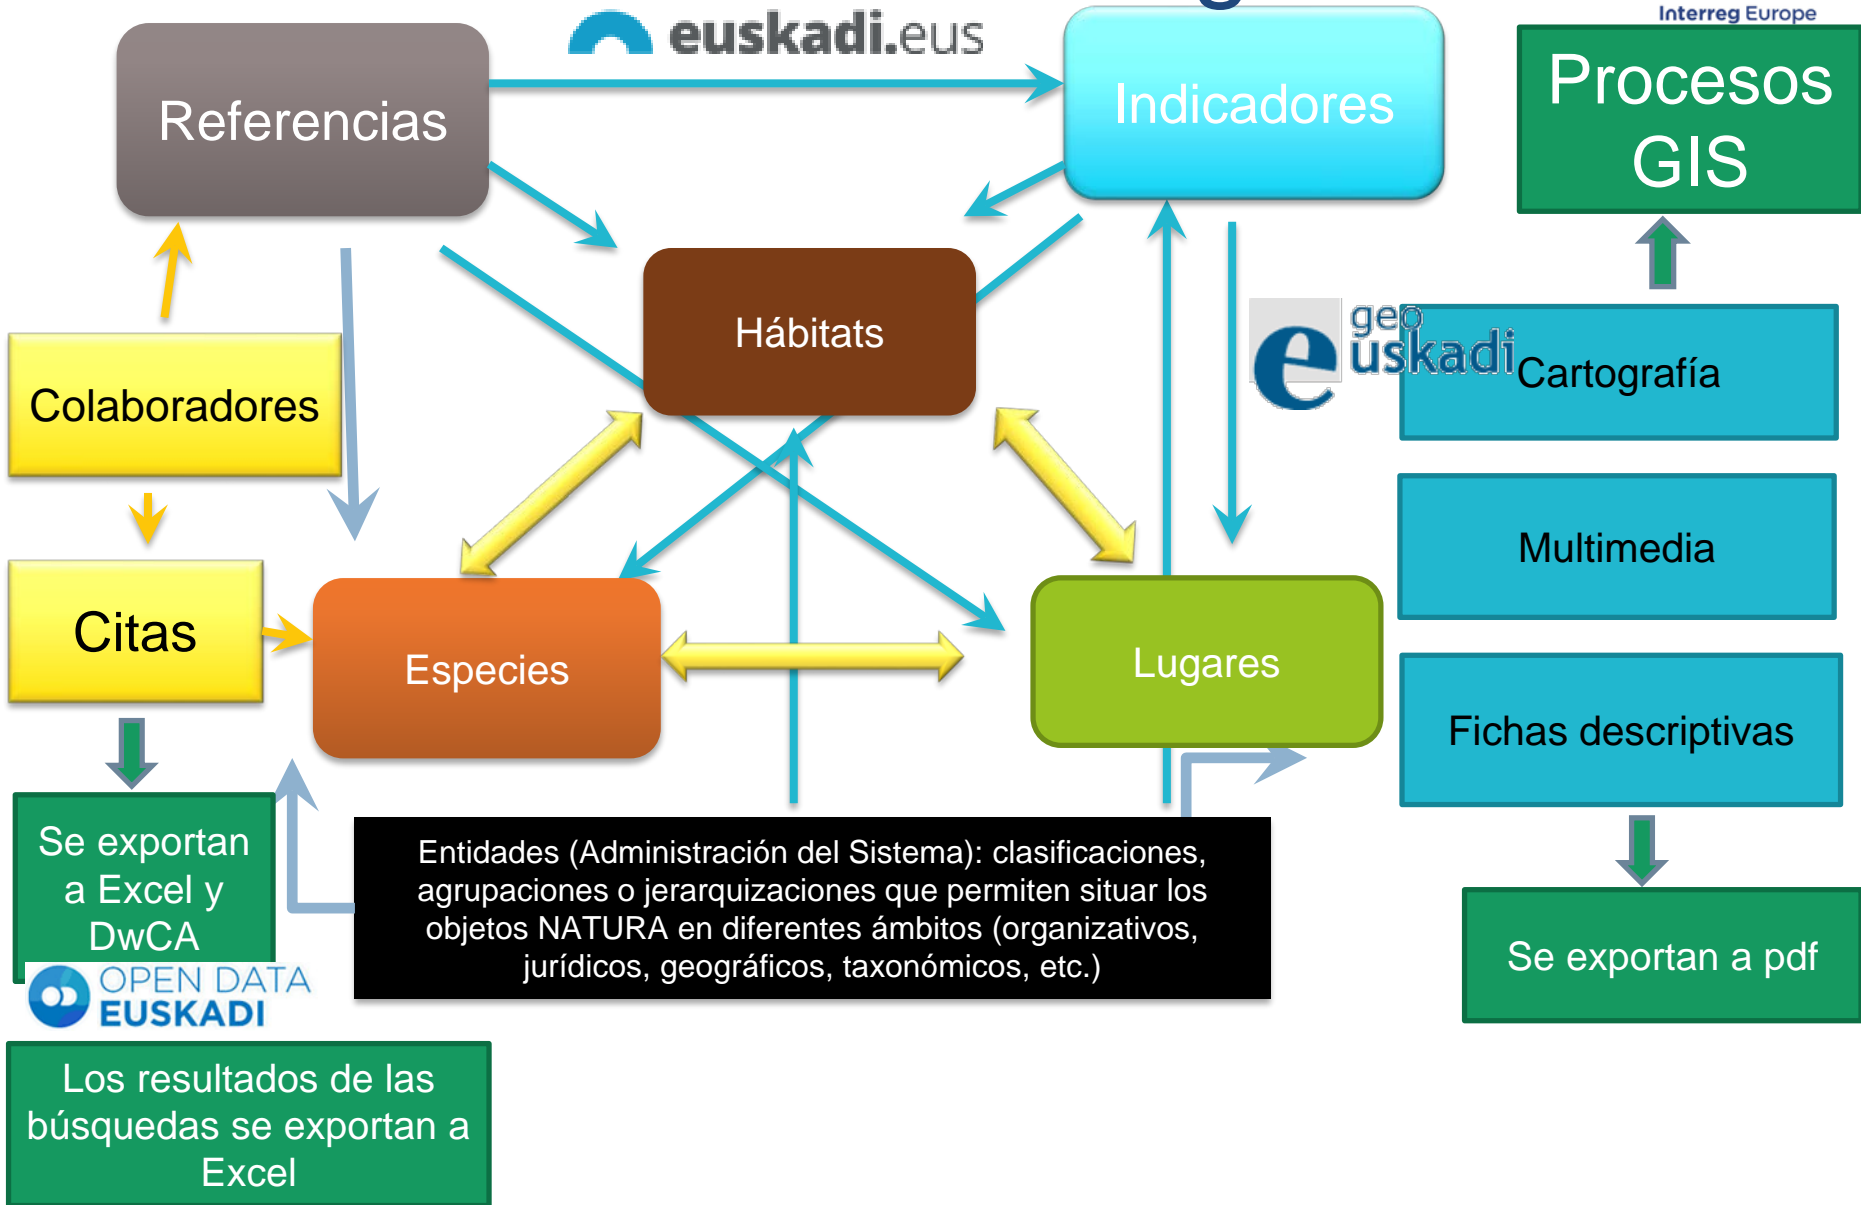 euskadi.eus
Interreg Europe
Referencias
Indicadores
Procesos
GIS
Hábitats
geo
euskadi
Cartografía
Colaboradores
Multimedia
Citas
Especies
Lugares
Fichas descriptivas
Se exportan
a Excel y
DwCA
OPEN DATA
EUSKADI
Entidades (Administración del Sistema): clasificaciones,
agrupaciones o jerarquizaciones que permiten situar los
objetos NATURA en diferentes ámbitos (organizativos,
jurídicos, geográficos, taxonómicos, etc.)
Se exportan a pdf
Los resultados de las
búsquedas se exportan a
Excel